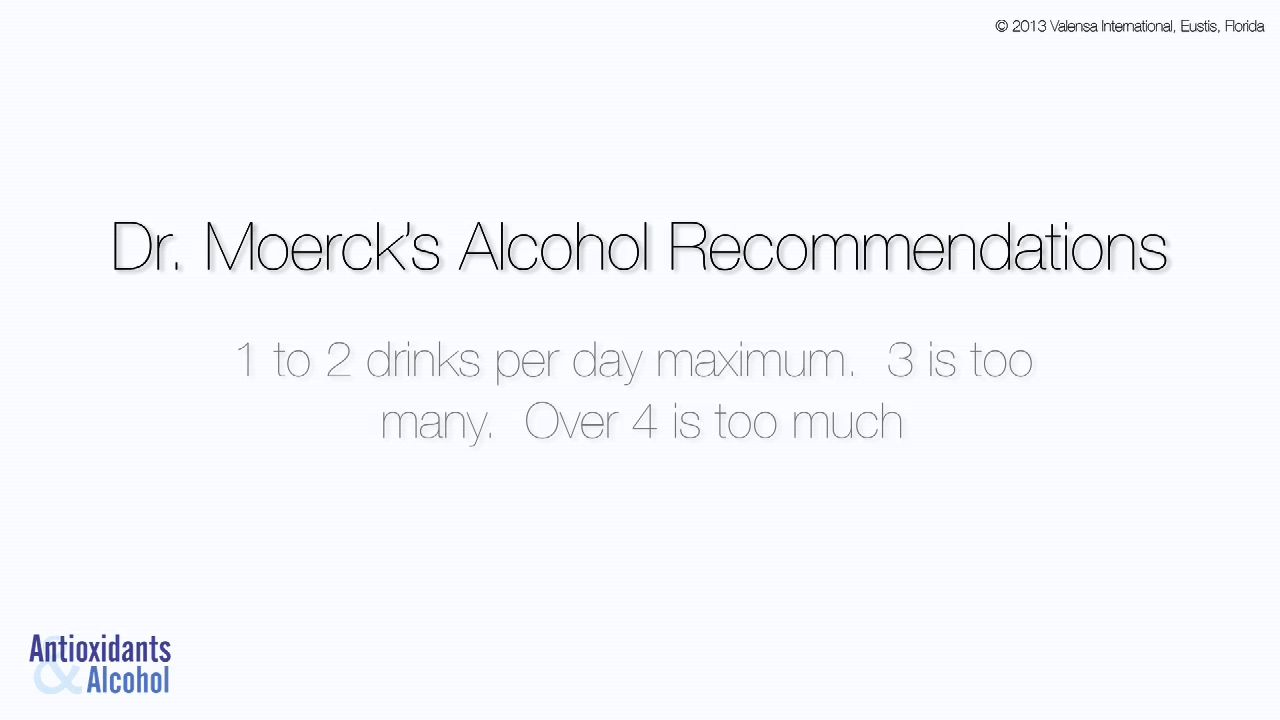 © 2013 Valensa International, Eustis, Florida
Dr. Moerck's Alcohol Recommendations
1 to 2 drinks per day maximum.  3 is too
many.  Over 4 is too much
Antioxidants
& Alcohol